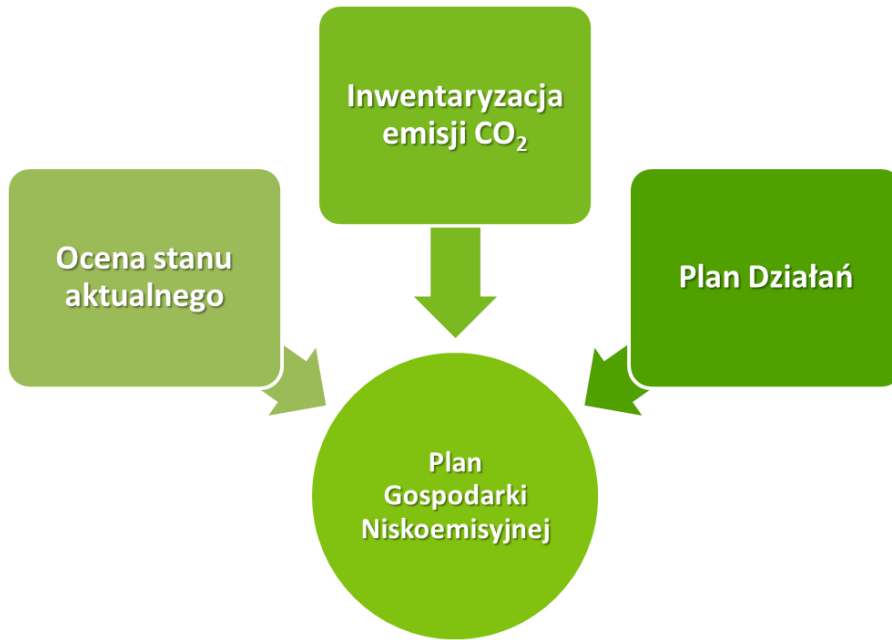 Inwentaryzacja
emisji CO₂
Ocena stanu
aktualnego
Plan Działań
Plan
Gospodarki
Niskoemisyjnej